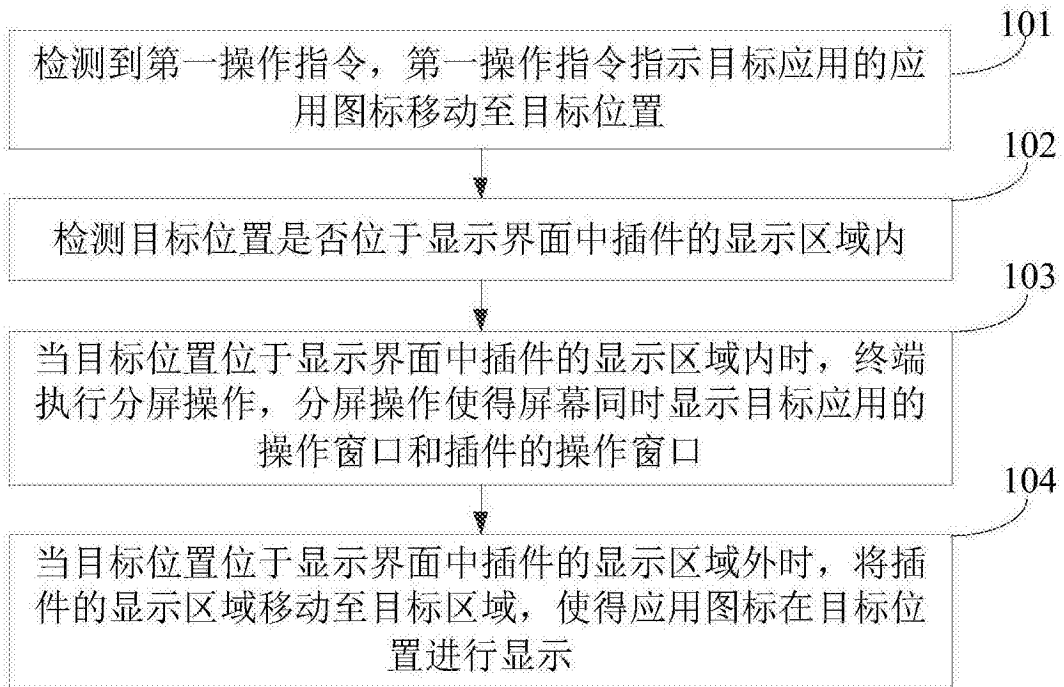 101
检测到第一操作指令，第一操作指令指示目标应用的应
用图标移动至目标位置
102
检测目标位置是否位于显示界面中插件的显示区域内
103
当目标位置位于显示界面中插件的显示区域内时，终端
执行分屏操作，分屏操作使得屏幕同时显示目标应用的
操作窗口和插件的操作窗口
104
当目标位置位于显示界面中插件的显示区域外时，将插
件的显示区域移动至目标区域，使得应用图标在目标位
置进行显示